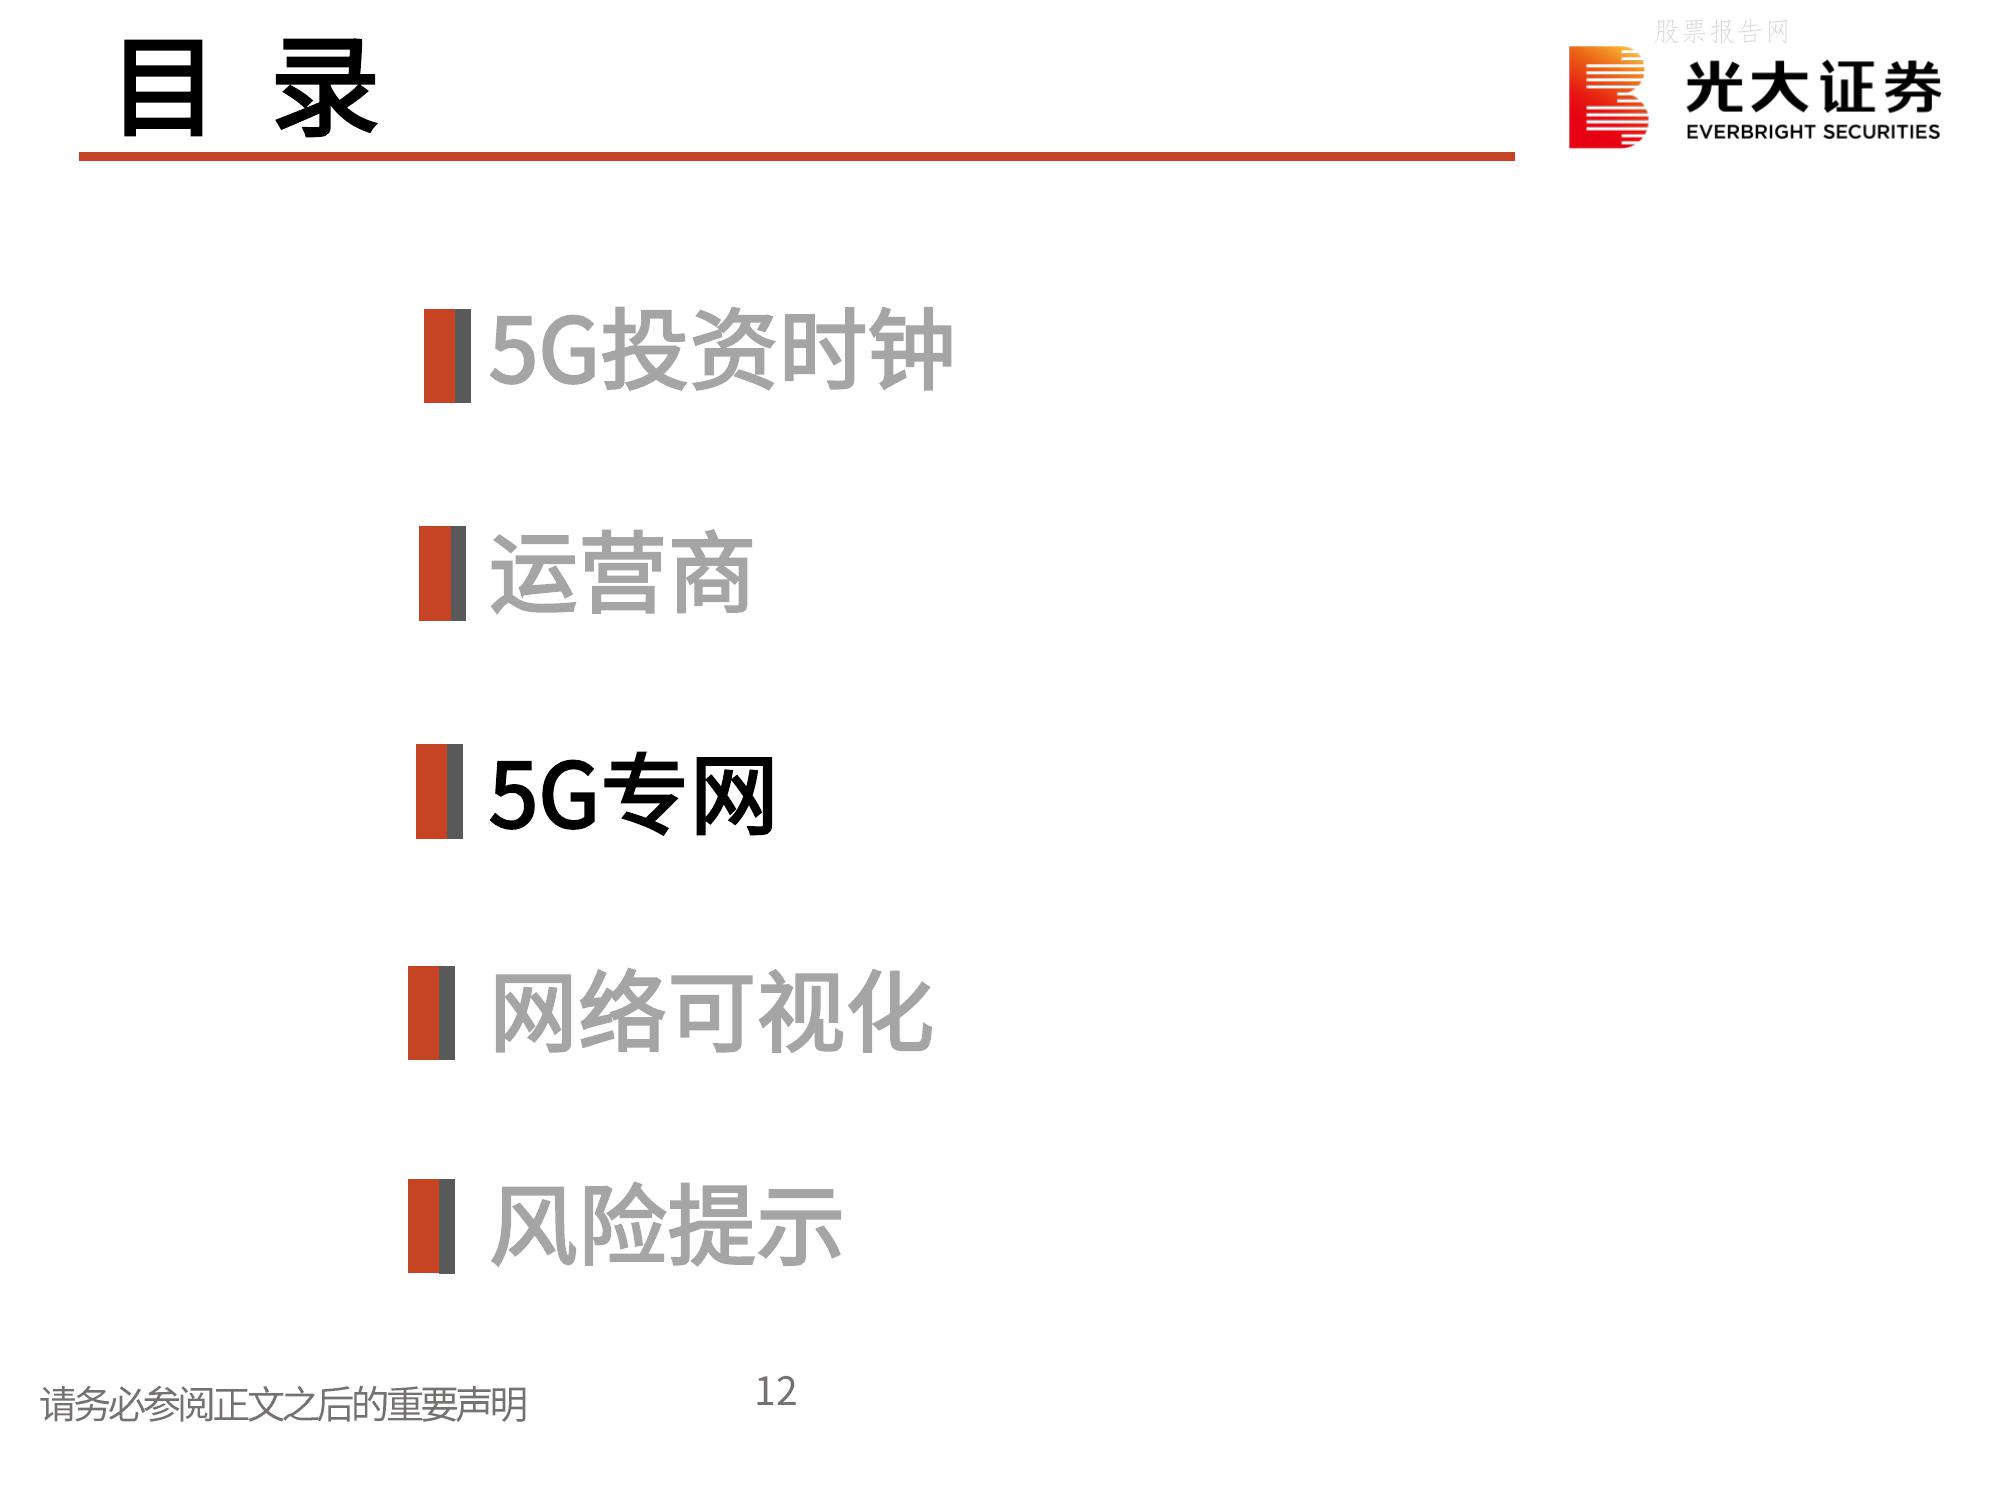 股票报告网
目 录
光大证券
EVERBRIGHT SECURITIES
5G投资时钟
运营商
5G专网
网络可视化
风险提示
请务必参阅正文之后的重要声明
12